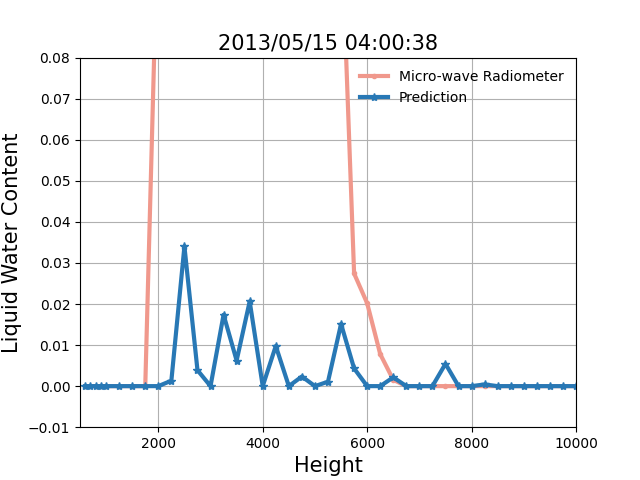 2013/05/15 04:00:38
Micro-wave Radiometer
Prediction
Liquid Water Content
0.08
0.07
0.06
0.05
0.04
0.03
0.02
0.01
0.00
−0.01
2000 4000 6000 8000 10000
Height